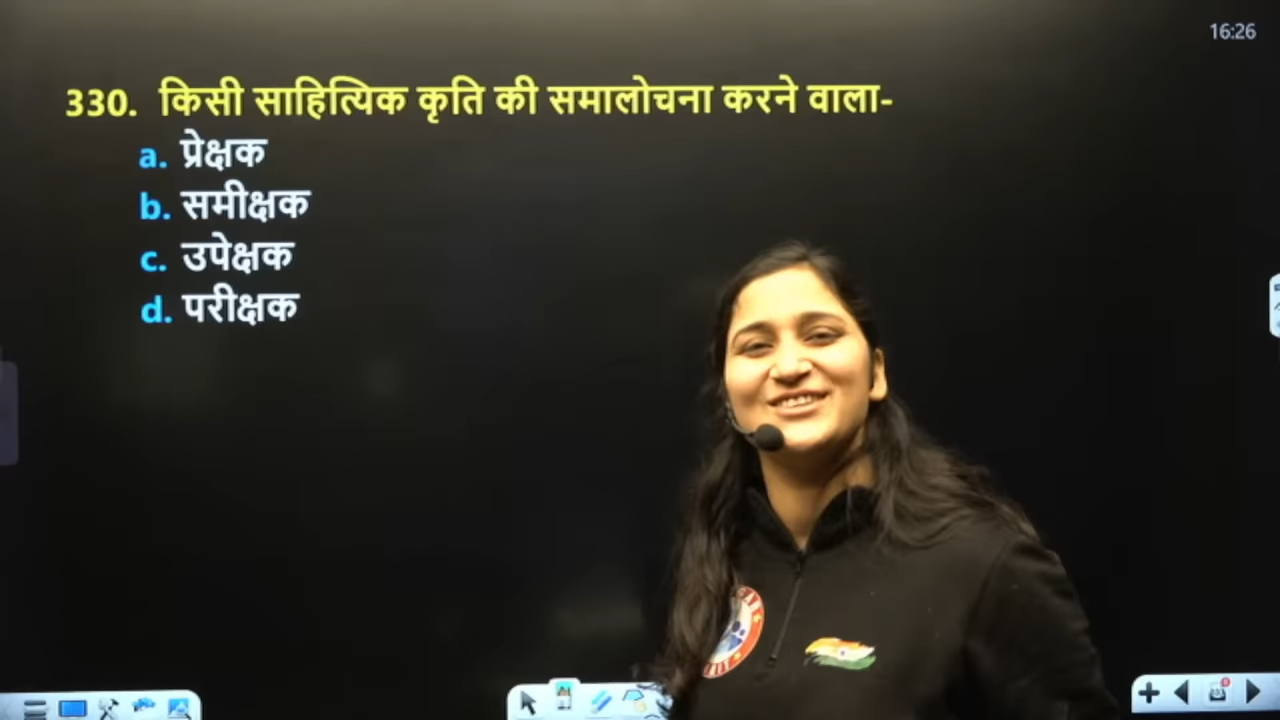 16:26
330. किसी साहित्यिक कृति की समालोचना करने वाला-
a. प्रेक्षक
b. समीक्षक
c. उपेक्षक
d. परीक्षक